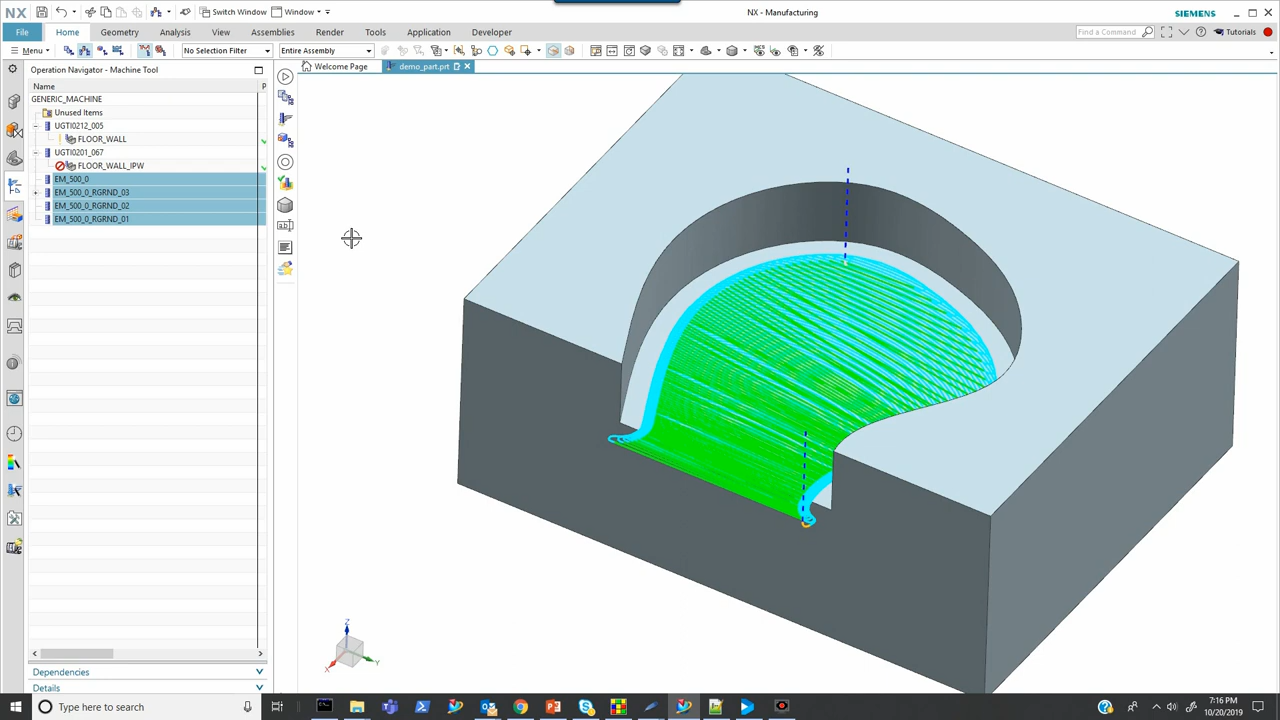 NX
Switch Window
Window
NX - Manufacturing
SIEMENS
File
Home
Geometry
Analysis
View
Assemblies
Render
Tools
Application
Developer
Find a Command
Tutorials
Menu
No Selection Filter
Entire Assembly
Operation Navigator - Machine Tool
Welcome Page
demo_part.prt
Name
P
GENERIC_MACHINE
Unused Items
UGTI0212_005
FLOOR_WALL
UGTI0201_067
FLOOR_WALL_IPW
EM_500_0
EM_500_0_RGRND_03
EM_500_0_RGRND_02
EM_500_0_RGRND_01
Z
X
Y
Dependencies
Details
Type here to search
7:16 PM
10/20/2019